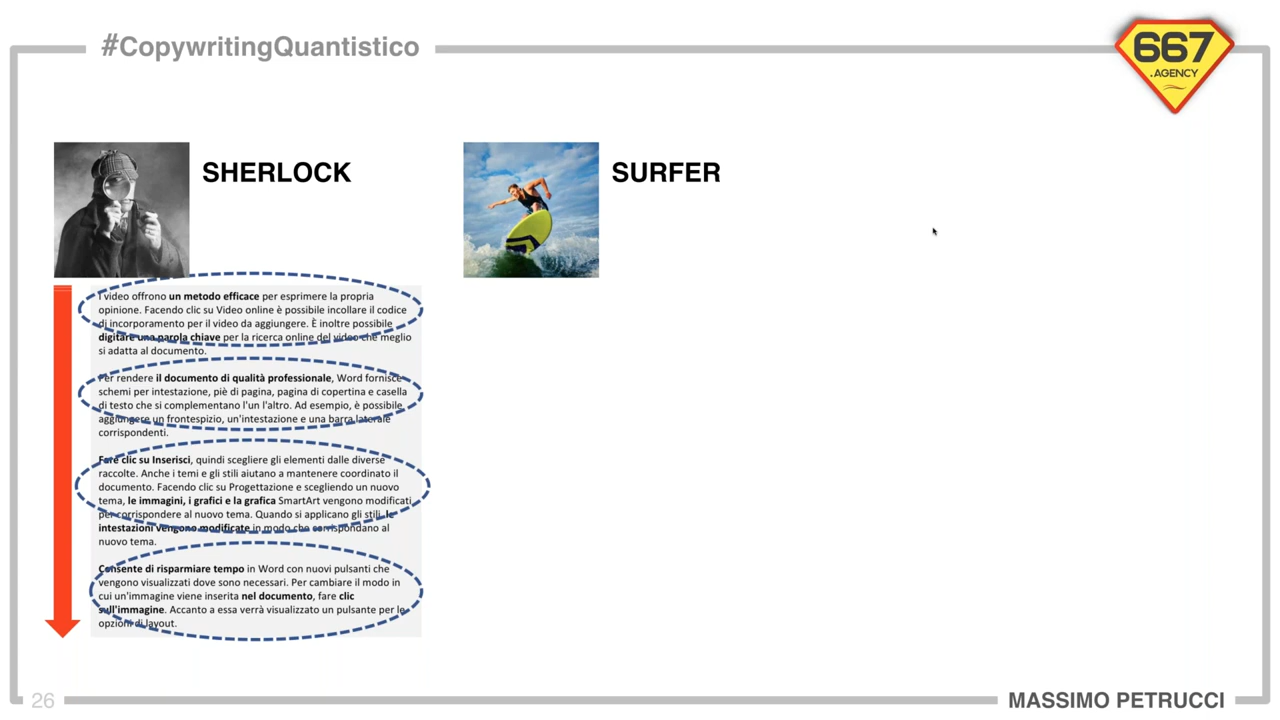 #CopywritingQuantistico
667
.AGENCY
SHERLOCK
SURFER
I video offrono un metodo efficace per esprimere la propria
opinione. Facendo clic su Video online è possibile incollare il codice
di incorporamento per il video da aggiungere. È inoltre possibile
digitare una parola chiave per la ricerca online del video che meglio
si adatta al documento.
Per rendere il documento di qualità professionale, Word fornisce
schemi per intestazione, piè di pagina, pagina di copertina e casella
di testo che si complementano l'un l'altro. Ad esempio, è possibile
aggiungere un frontespizio, un'intestazione e una barra laterale
corrispondenti.
Fare clic su Inserisci, quindi scegliere gli elementi dalle diverse
raccolte. Anche i temi e gli stili aiutano a mantenere coordinato il
documento. Facendo clic su Progettazione e scegliendo un nuovo
tema, le immagini, i grafici e la grafica SmartArt vengono modificati
per corrispondere al nuovo tema. Quando si applicano gli stili, le
intestazioni vengono modificate in modo che corrispondano al
nuovo tema.
Consente di risparmiare tempo in Word con nuovi pulsanti che
vengono visualizzati dove sono necessari. Per cambiare il modo in
cui un'immagine viene inserita nel documento, fare clic
sull'immagine. Accanto a essa verrà visualizzato un pulsante per le
opzioni di layout.
26
MASSIMO PETRUCCI